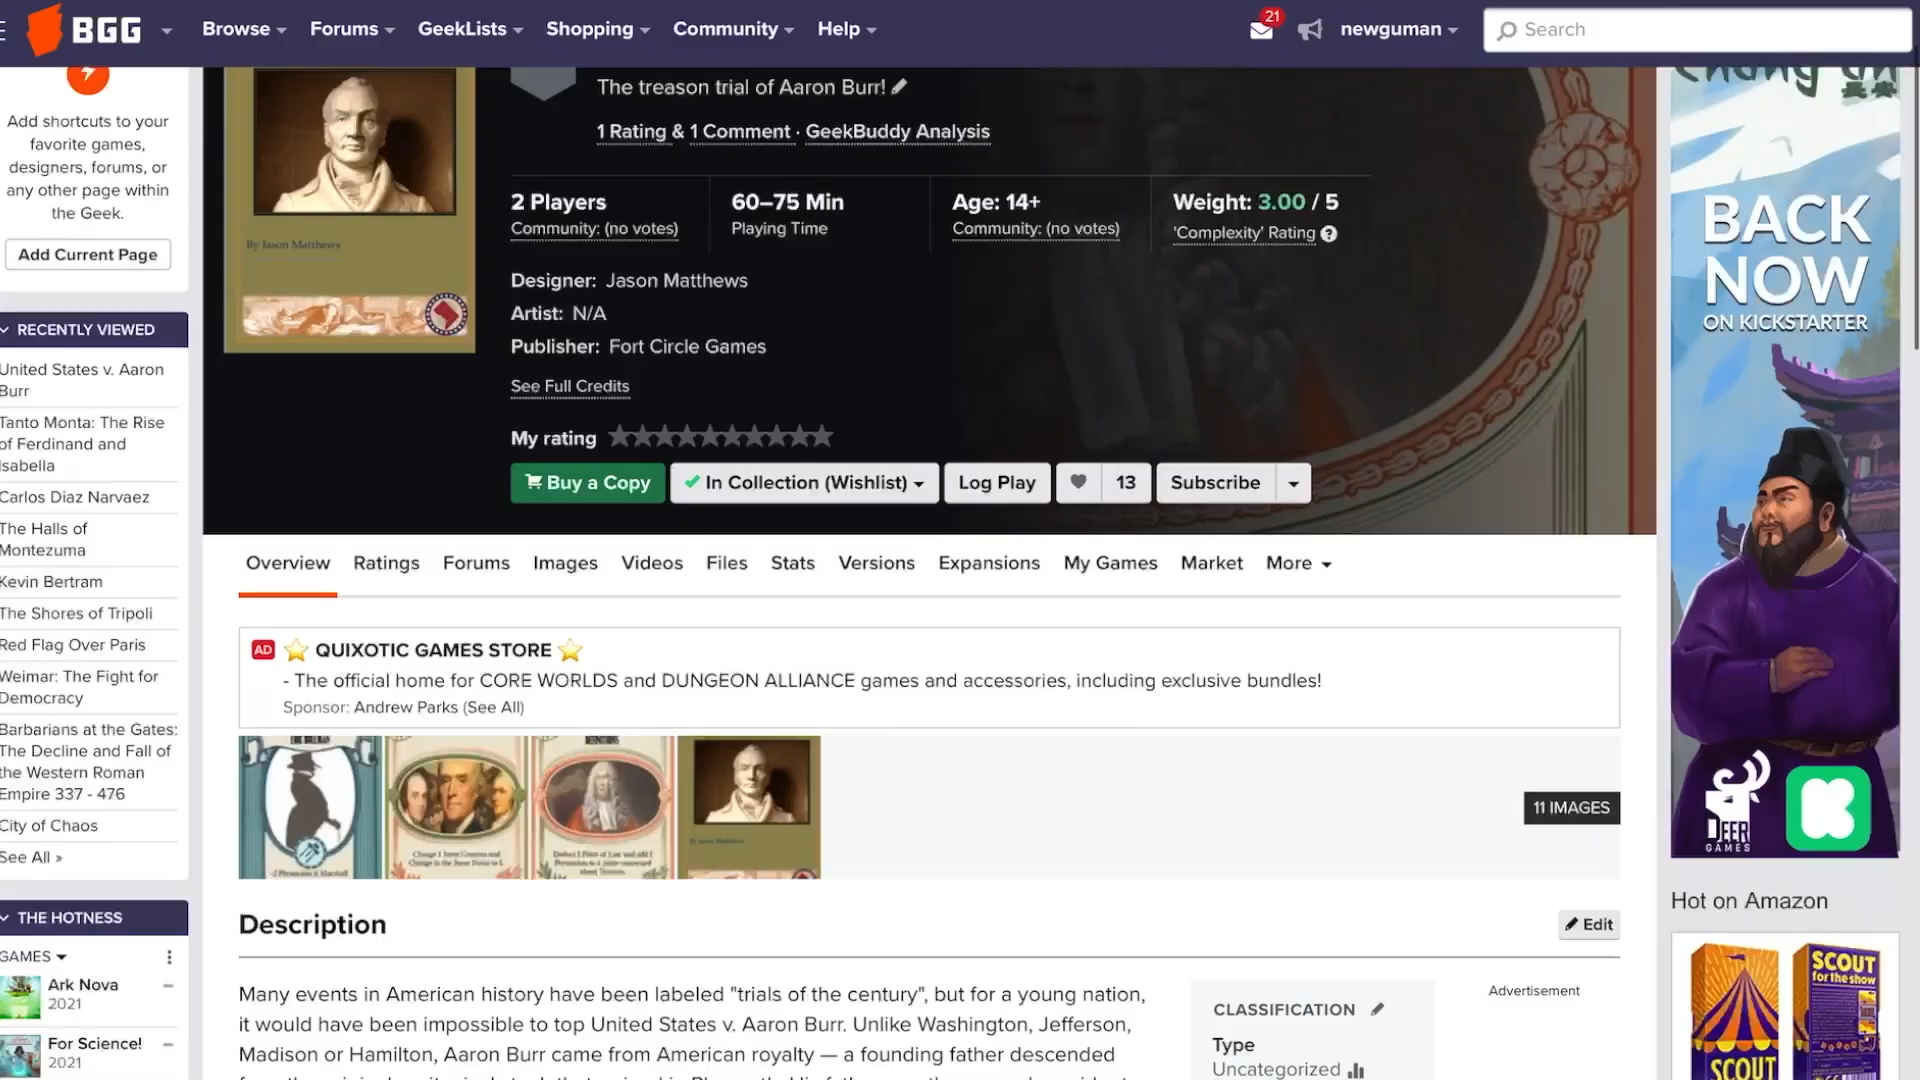 BGG
Browse
Forums
GeekLists
Shopping
Community
Help
21
newguman
Search
Add shortcuts to your
favorite games,
designers, forums, or
any other page within
the Geek.
Add Current Page
RECENTLY VIEWED
United States v. Aaron
Burr
Tanto Monta: The Rise
of Ferdinand and
Isabella
Carlos Diaz Narvaez
The Halls of
Montezuma
Kevin Bertram
The Shores of Tripoli
Red Flag Over Paris
Weimar: The Fight for
Democracy
Barbarians at the Gates:
The Decline and Fall of
the Western Roman
Empire 337 - 476
City of Chaos
See All »
THE HOTNESS
GAMES
Ark Nova
2021
For Science!
2021
By Jason Matthews
The treason trial of Aaron Burr!
1 Rating & 1 Comment · GeekBuddy Analysis
2 Players
Community: (no votes)
60–75 Min
Playing Time
Age: 14+
Community: (no votes)
Weight: 3.00 / 5
'Complexity' Rating ?
Designer: Jason Matthews
Artist: N/A
Publisher: Fort Circle Games
See Full Credits
My rating
Buy a Copy
In Collection (Wishlist)
Log Play
13
Subscribe
Overview
Ratings
Forums
Images
Videos
Files
Stats
Versions
Expansions
My Games
Market
More
AD
QUIXOTIC GAMES STORE
- The official home for CORE WORLDS and DUNGEON ALLIANCE games and accessories, including exclusive bundles!
Sponsor: Andrew Parks (See All)
11 IMAGES
Description
Edit
Many events in American history have been labeled "trials of the century", but for a young nation,
it would have been impossible to top United States v. Aaron Burr. Unlike Washington, Jefferson,
Madison or Hamilton, Aaron Burr came from American royalty — a founding father descended
CLASSIFICATION
Type
Uncategorized
Advertisement
BACK
NOW
ON KICKSTARTER
DEER
GAMES
K
Hot on Amazon
SCOUT
SCOUT
for the show